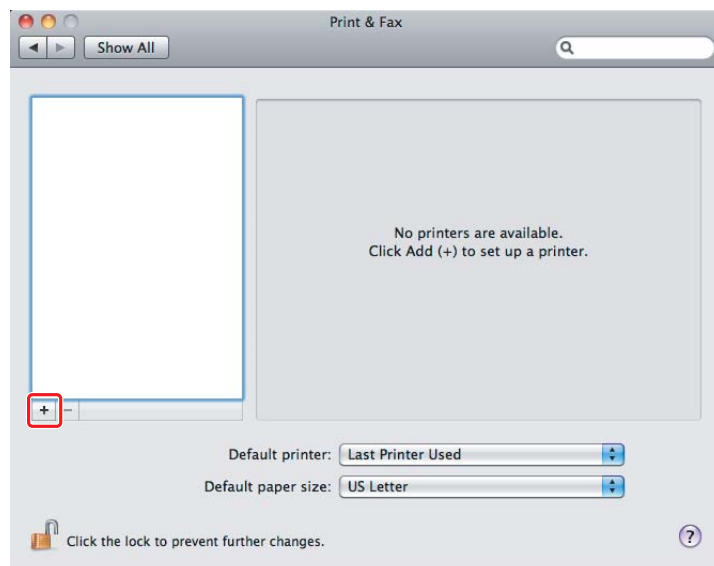 Print & Fax
Show All
No printers are available.
Click Add (+) to set up a printer.
+ −
Default printer: Last Printer Used
Default paper size: US Letter
Click the lock to prevent further changes.
?